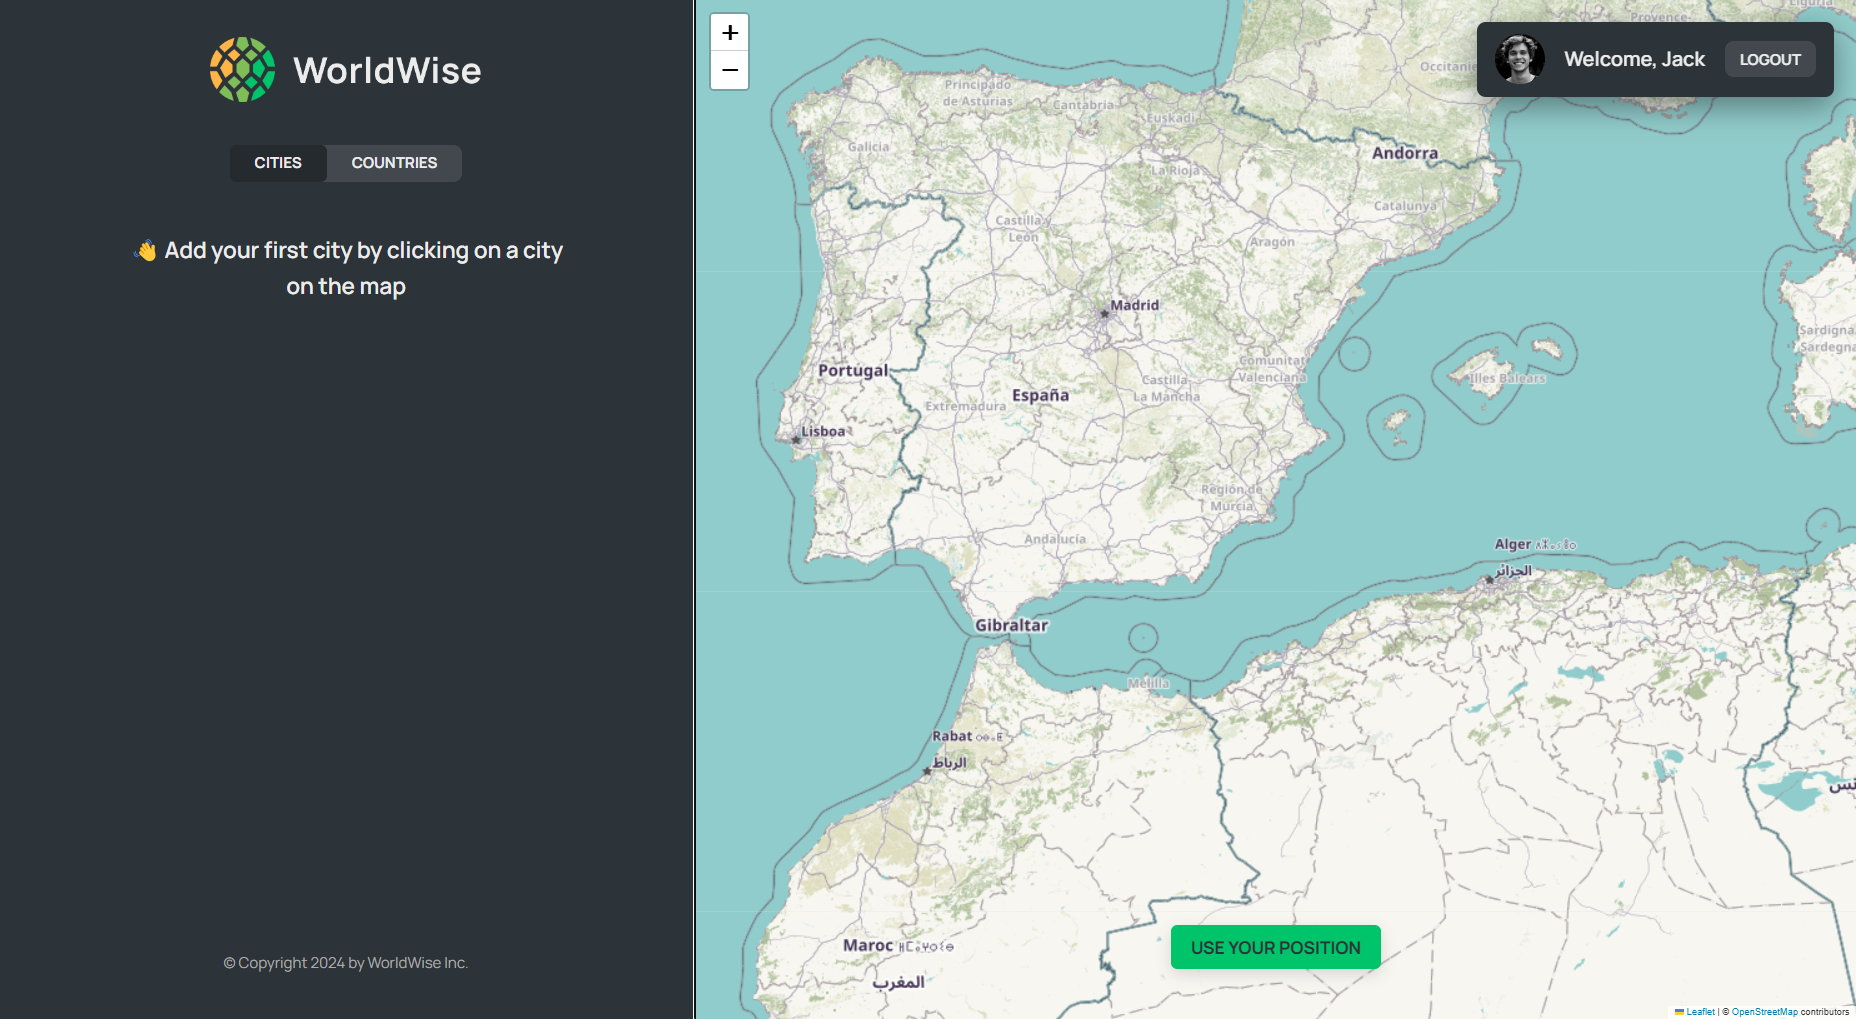 WorldWise
CITIES
COUNTRIES
👋 Add your first city by clicking on a city
on the map
© Copyright 2024 by WorldWise Inc.
+
−
Welcome, Jack
LOGOUT
Provence-
Liguria
Occitanie
Principado
de Asturias
Cantabria
Euskadi
Galicia
Andorra
La Rioja
Catalunya
Castilla y
León
Aragón
Madrid
Sardigna/
Sardegna
Comunitat
Valenciana
Portugal
Illes Balears
Castilla-
La Mancha
España
Extremadura
Lisboa
Región de
Murcia
Andalucía
Alger
الجزائر
Gibraltar
Melilla
Rabat
الرباط
Maroc
المغرب
USE YOUR POSITION
Leaflet | © OpenStreetMap contributors